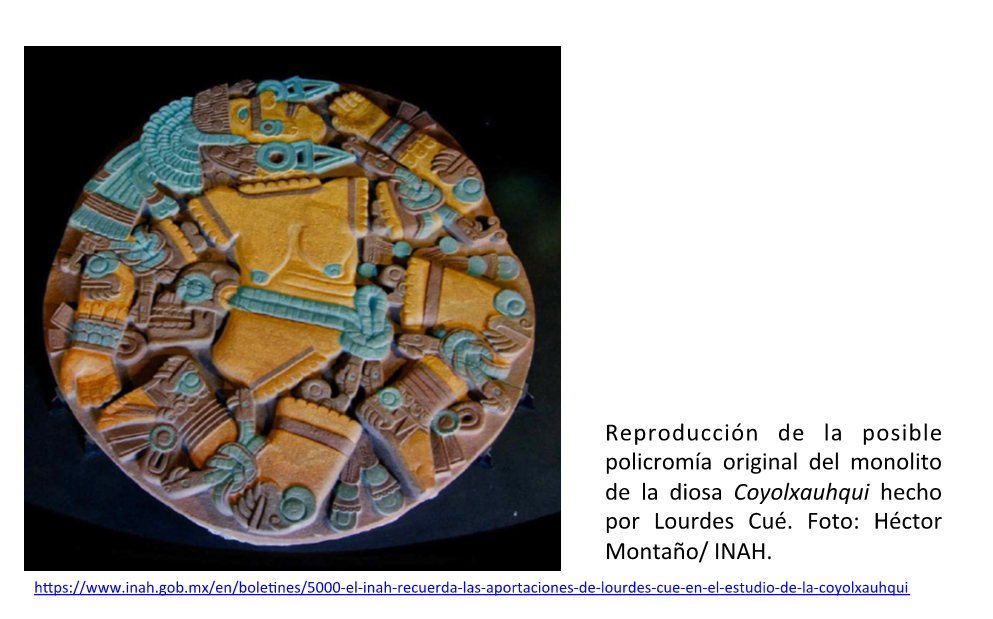 Reproducción de la posible
policromía original del monolito
de la diosa Coyolxauhqui hecho
por Lourdes Cué. Foto: Héctor
Montaño/ INAH.
https://www.inah.gob.mx/en/boletines/5000-el-inah-recuerda-las-aportaciones-de-lourdes-cue-en-el-estudio-de-la-coyolxauhqui